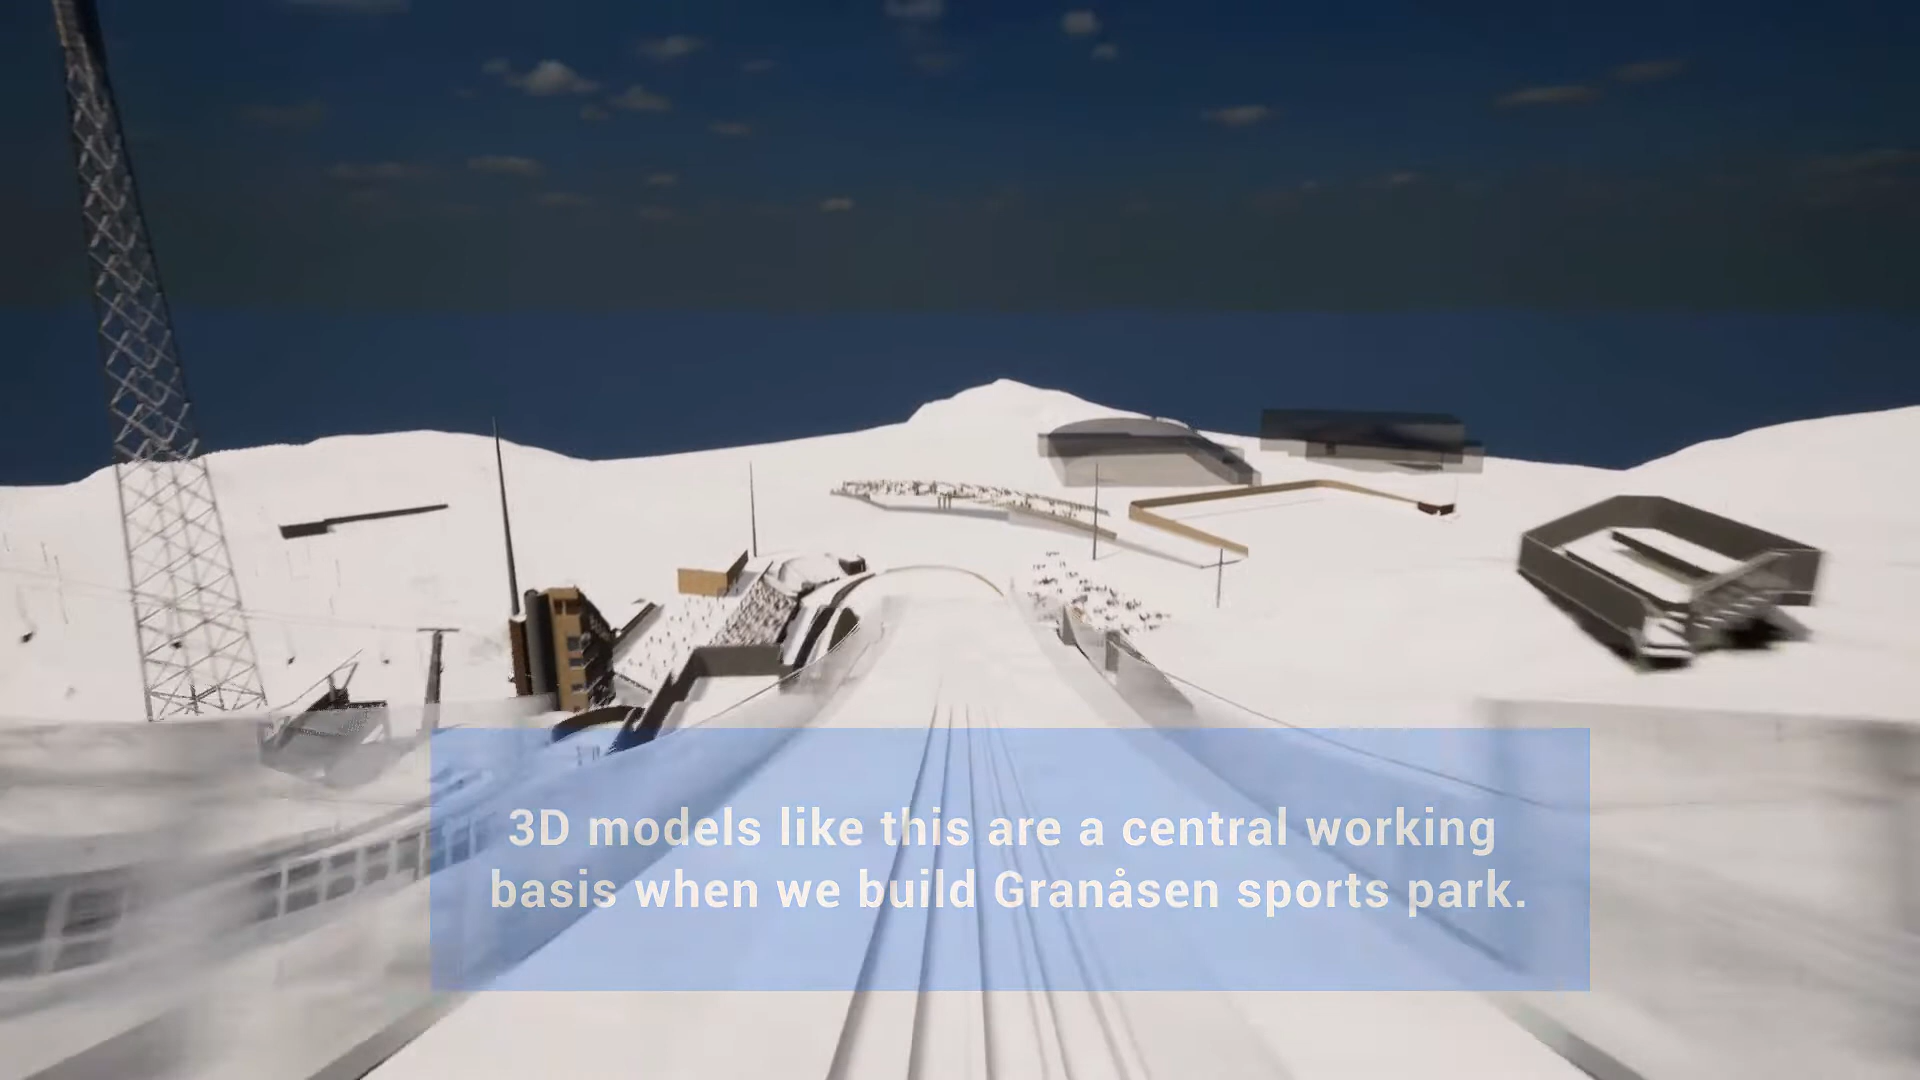 3D models like this are a central working
basis when we build Granåsen sports park.